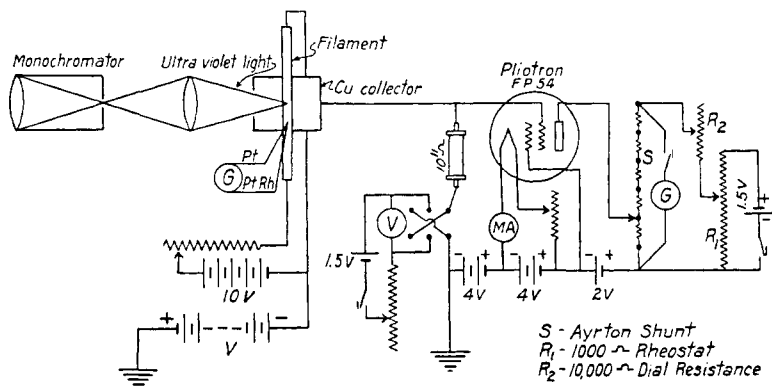 Monochromator
Ultra violet light
Filament
Cu collector
Pliotron
FP 54
Pt
G
Pt Rh
10¹¹ Ω
V
MA
S
G
R₂
R₁
1.5V
+
-
1.5V
10V
- +
4V
- +
4V
- +
2V
+ -
V
S - Ayrton Shunt
R₁ - 1000 Ω Rheostat
R₂ - 10,000 Ω Dial Resistance